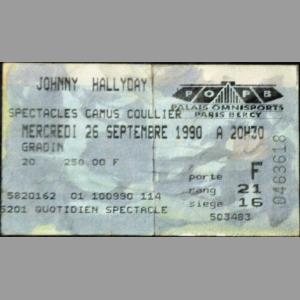 JOHNNY HALLYDAY
POPB
PALAIS OMNISPORTS
PARIS BERCY
SPECTACLES CAMUS COULLIER
MERCREDI 26 SEPTEMBRE 1990 A 20H30
GRADIN
20 250.00 F
porte F
rang 21
siege 16
5820162 01 100990 114
5201 QUOTIDIEN SPECTACLE
503483
0463618